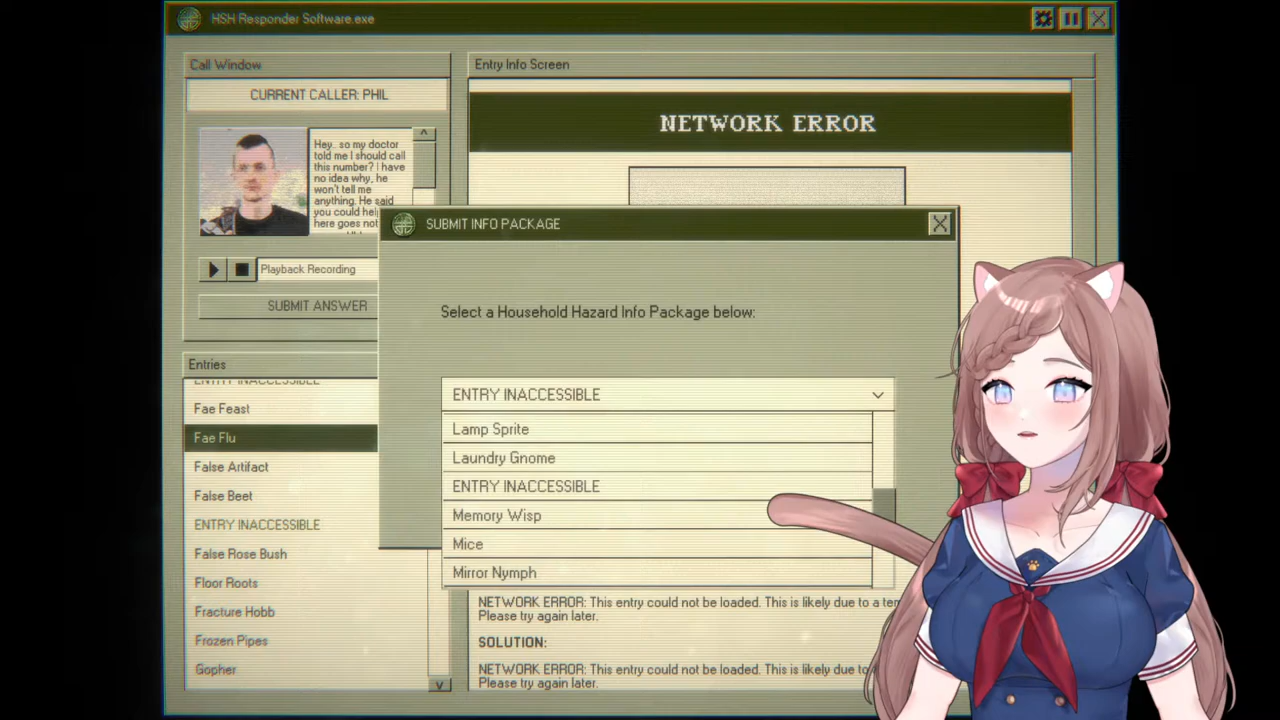 HSH Responder Software.exe
Call Window
CURRENT CALLER: PHIL
Hey.. so my doctor
told me I should call
this number? I have
no idea why, he
won't tell me
anything. He said
you could hel
here goes not
Playback Recording
SUBMIT ANSWER
Entries
ENTRY INACCESSIBLE
Fae Feast
Fae Flu
False Artifact
False Beet
ENTRY INACCESSIBLE
False Rose Bush
Floor Roots
Fracture Hobb
Frozen Pipes
Gopher
Entry Info Screen
NETWORK ERROR
SUBMIT INFO PACKAGE
Select a Household Hazard Info Package below:
ENTRY INACCESSIBLE
Lamp Sprite
Laundry Gnome
ENTRY INACCESSIBLE
Memory Wisp
Mice
Mirror Nymph
NETWORK ERROR: This entry could not be loaded. This is likely due to a ten
Please try again later.
SOLUTION:
NETWORK ERROR: This entry could not be loaded. This is likely due to
Please try again later.